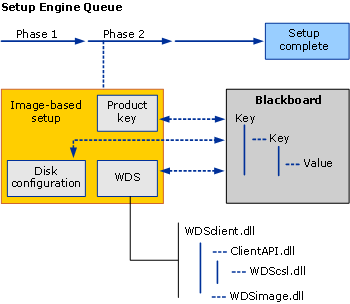 Setup Engine Queue
Phase 1
Phase 2
Setup
complete
Image-based
setup
Product
key
Blackboard
Key
Key
Value
Disk
configuration
WDS
WDSclient.dll
ClientAPI.dll
WDScsl.dll
WDSimage.dll